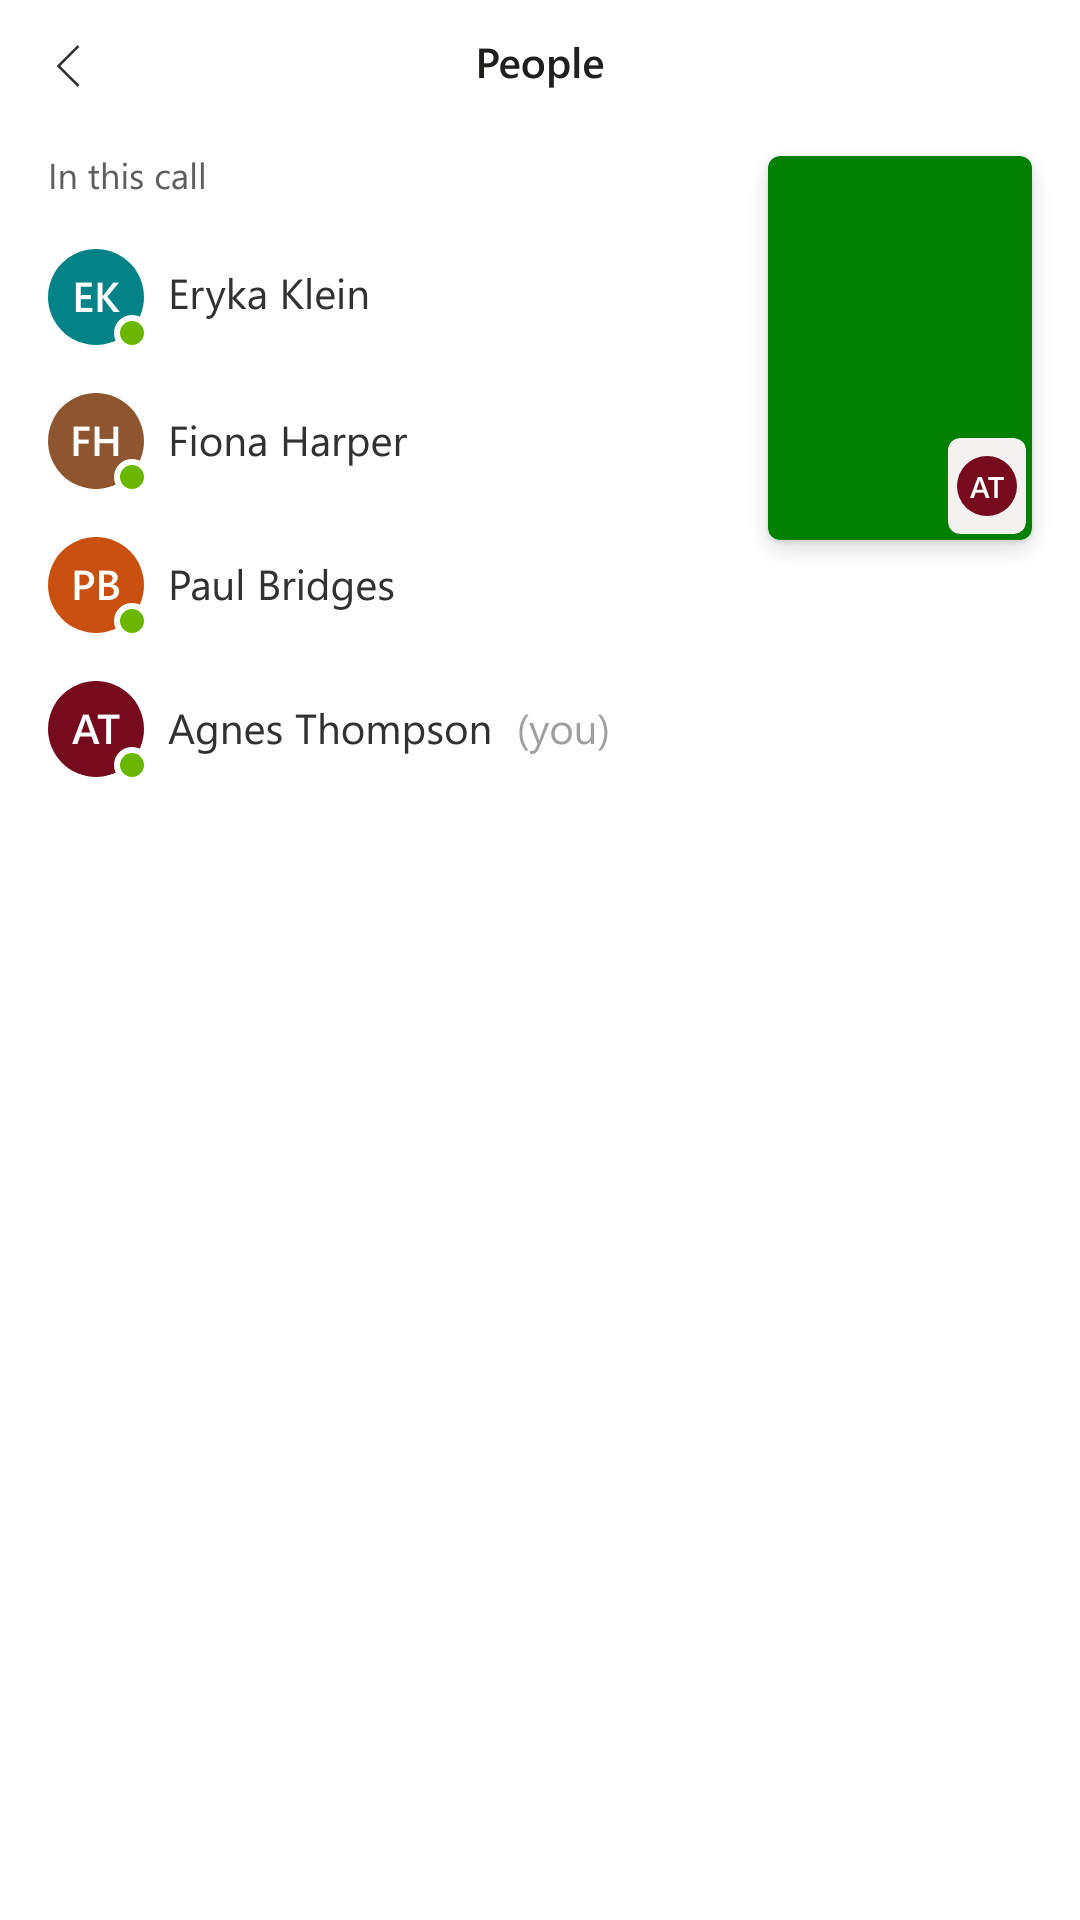 People
In this call
EK Eryka Klein
FH Fiona Harper
AT
PB Paul Bridges
AT Agnes Thompson (you)